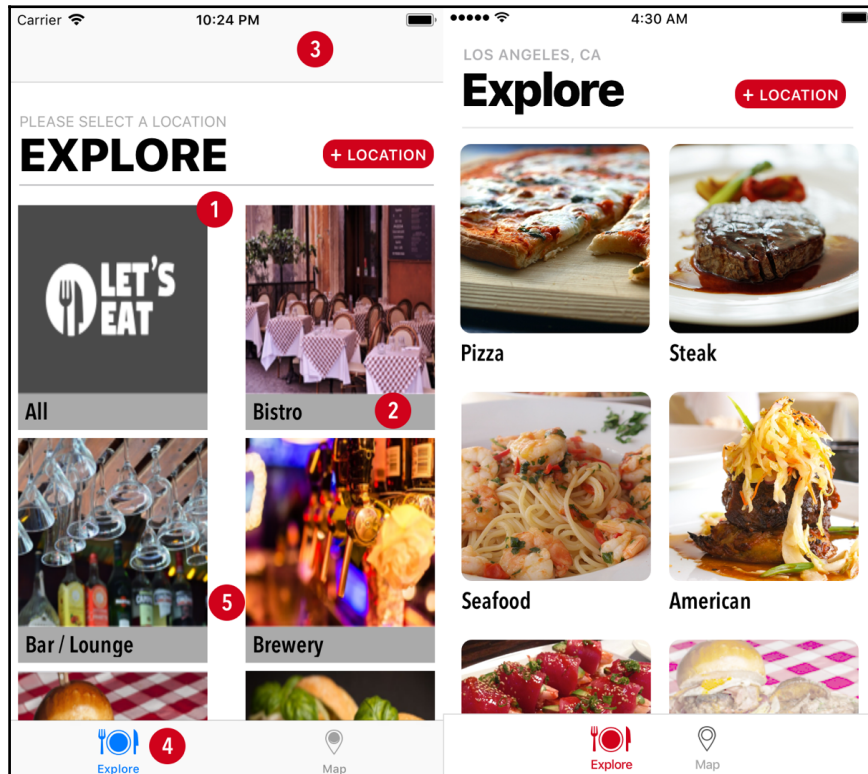 Carrier 10:24 PM
3
PLEASE SELECT A LOCATION
EXPLORE
+ LOCATION
1
LET'S
EAT
All
Bistro
2
Bar / Lounge
5
Brewery
4
Explore
Map
4:30 AM
LOS ANGELES, CA
Explore
+ LOCATION
Pizza
Steak
Seafood
American
Explore
Map